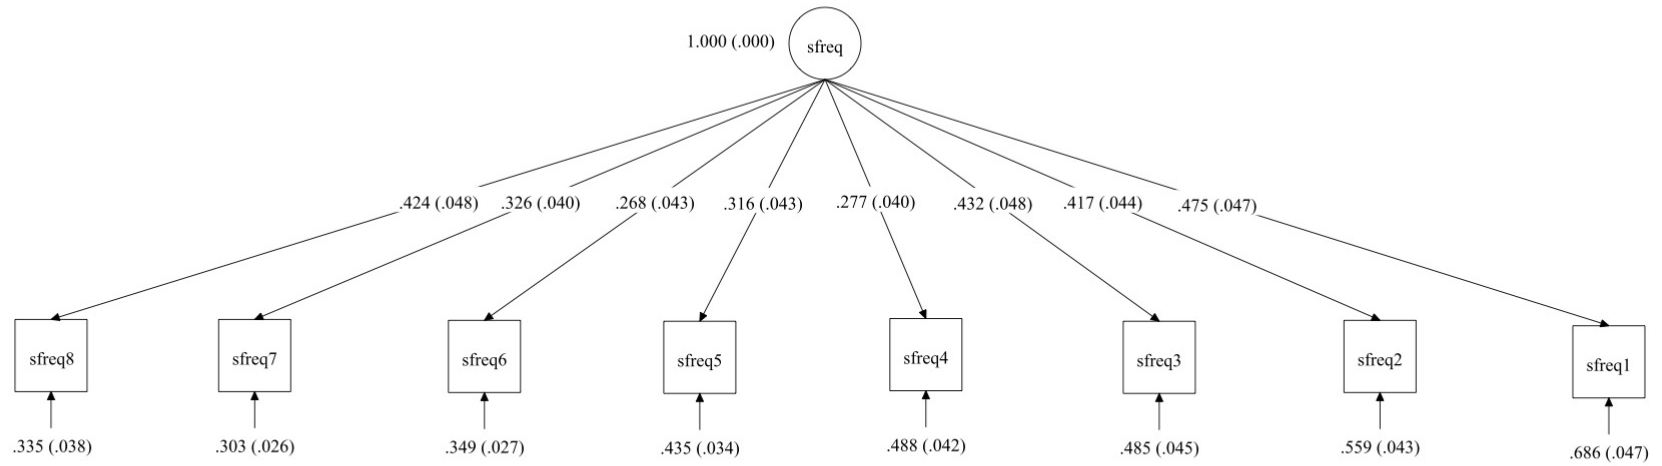 1.000 (.000)
sfreq
.424 (.048)
.326 (.040)
.268 (.043)
.316 (.043)
.277 (.040)
.432 (.048)
.417 (.044)
.475 (.047)
sfreq8
sfreq7
sfreq6
sfreq5
sfreq4
sfreq3
sfreq2
sfreq1
.335 (.038)
.303 (.026)
.349 (.027)
.435 (.034)
.488 (.042)
.485 (.045)
.559 (.043)
.686 (.047)